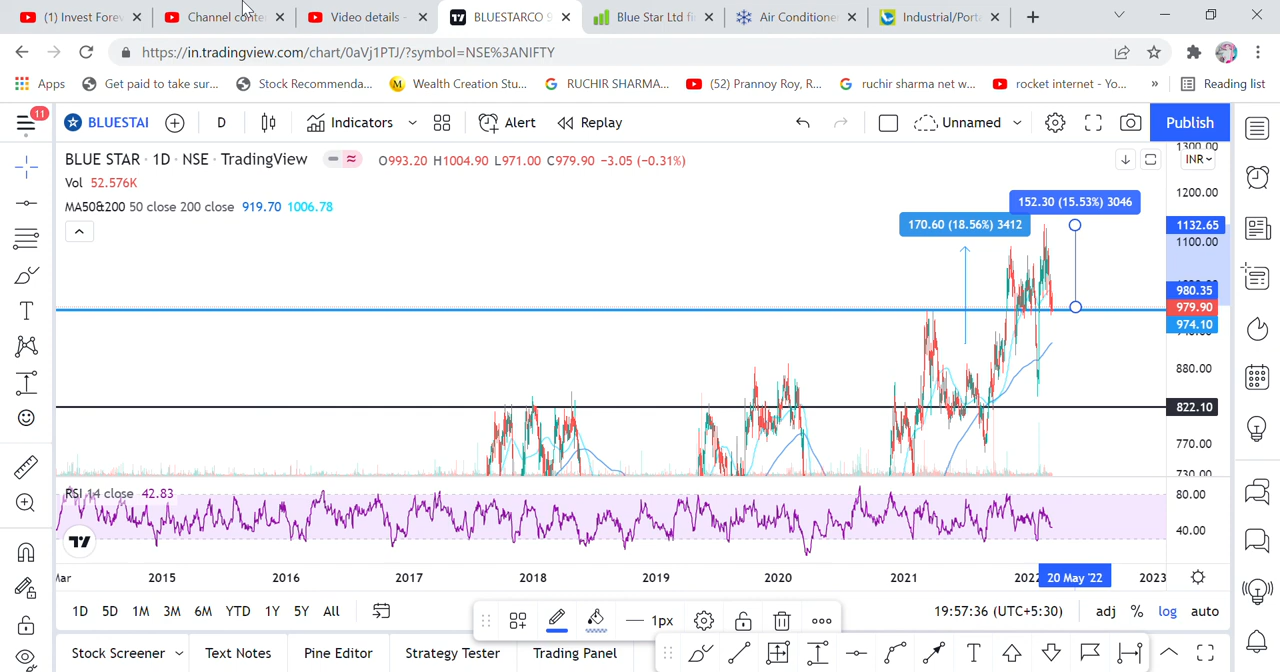 (1) Invest Forev
Channel conte
Video details -
BLUESTARCO 9
Blue Star Ltd fi
Air Conditione
Industrial/Porta
https://in.tradingview.com/chart/0aVj1PTJ/?symbol=NSE%3ANIFTY
Apps
Get paid to take sur...
Stock Recommenda...
Wealth Creation Stu...
RUCHIR SHARMA...
(52) Prannoy Roy, R...
ruchir sharma net w...
rocket internet - Yo...
»
Reading list
11
BLUESTAI
D
Indicators
Alert
Replay
Unnamed
Publish
BLUE STAR · 1D · NSE · TradingView
O993.20 H1004.90 L971.00 C979.90 −3.05 (−0.31%)
INR
Vol 52.576K
MA50&200 50 close 200 close 919.70 1006.78
152.30 (15.53%) 3046
170.60 (18.56%) 3412
1300.00
1200.00
1132.65
1100.00
980.35
979.90
974.10
880.00
822.10
770.00
730.00
RSI 14 close 42.83
80.00
40.00
Mar
2015
2016
2017
2018
2019
2020
2021
2022
20 May '22
2023
1D
5D
1M
3M
6M
YTD
1Y
5Y
All
1px
19:57:36 (UTC+5:30)
adj
%
log
auto
Stock Screener
Text Notes
Pine Editor
Strategy Tester
Trading Panel